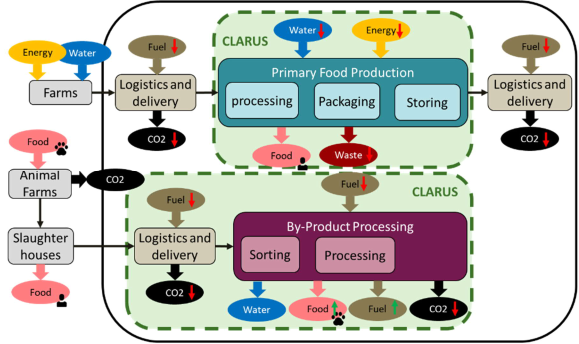 Energy
Water
Farms
Fuel
Logistics and
delivery
CO2
CLARUS
Water
Energy
Primary Food Production
processing
Packaging
Storing
Food
Waste
Fuel
Logistics and
delivery
CO2
Food
Animal
Farms
CO2
Slaughter
houses
Food
Fuel
Logistics and
delivery
CO2
Fuel
CLARUS
By-Product Processing
Sorting
Processing
Water
Food
Fuel
CO2